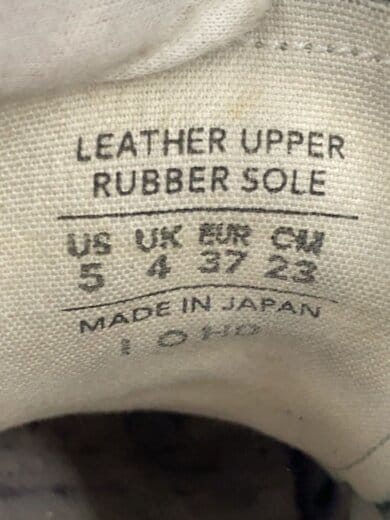 LEATHER UPPER
RUBBER SOLE
US UK EUR CM
5 4 37 23
MADE IN JAPAN